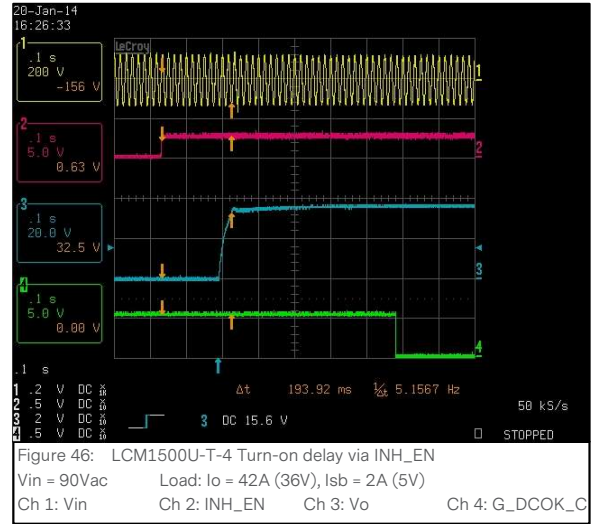 20-Jan-14
16:26:33
LeCroy
1
.1 s
200 V
-156 V
1
2
.1 s
5.0 V
0.63 V
2
3
.1 s
20.0 V
32.5 V
3
4
.1 s
5.0 V
0.00 V
4
.1 s
1 .2 V DC
2 .5 V DC
3 2 V DC
4 .5 V DC
Δt 193.92 ms 1/Δt 5.1567 Hz
3 DC 15.6 V
50 kS/s
STOPPED
Figure 46: LCM1500U-T-4 Turn-on delay via INH_EN
Vin = 90Vac Load: Io = 42A (36V), Isb = 2A (5V)
Ch 1: Vin Ch 2: INH_EN Ch 3: Vo Ch 4: G_DCOK_C